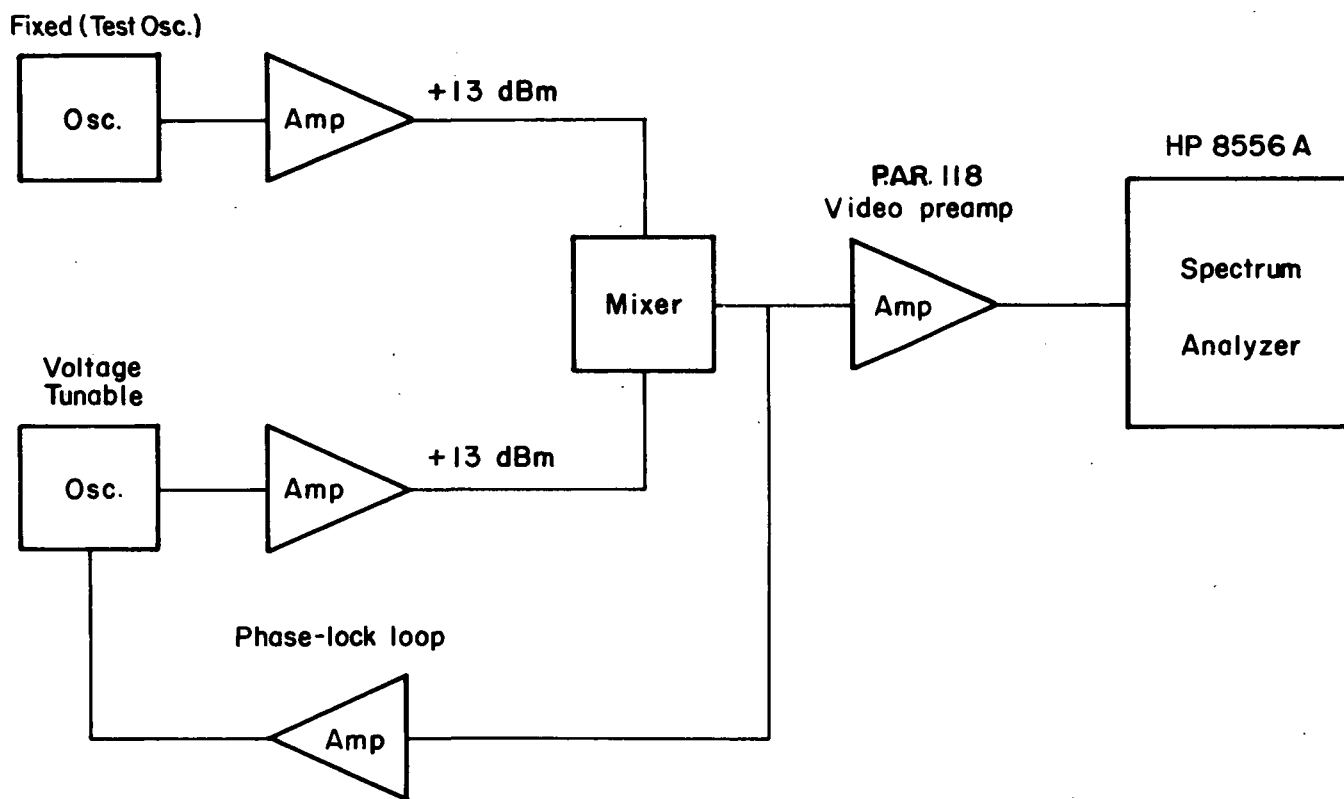 Fixed (Test Osc.)
Osc.
Amp
+13 dBm
Mixer
P.A.R. 118
Video preamp
Amp
HP 8556 A
Spectrum
Analyzer
Voltage
Tunable
Osc.
Amp
+13 dBm
Phase-lock loop
Amp